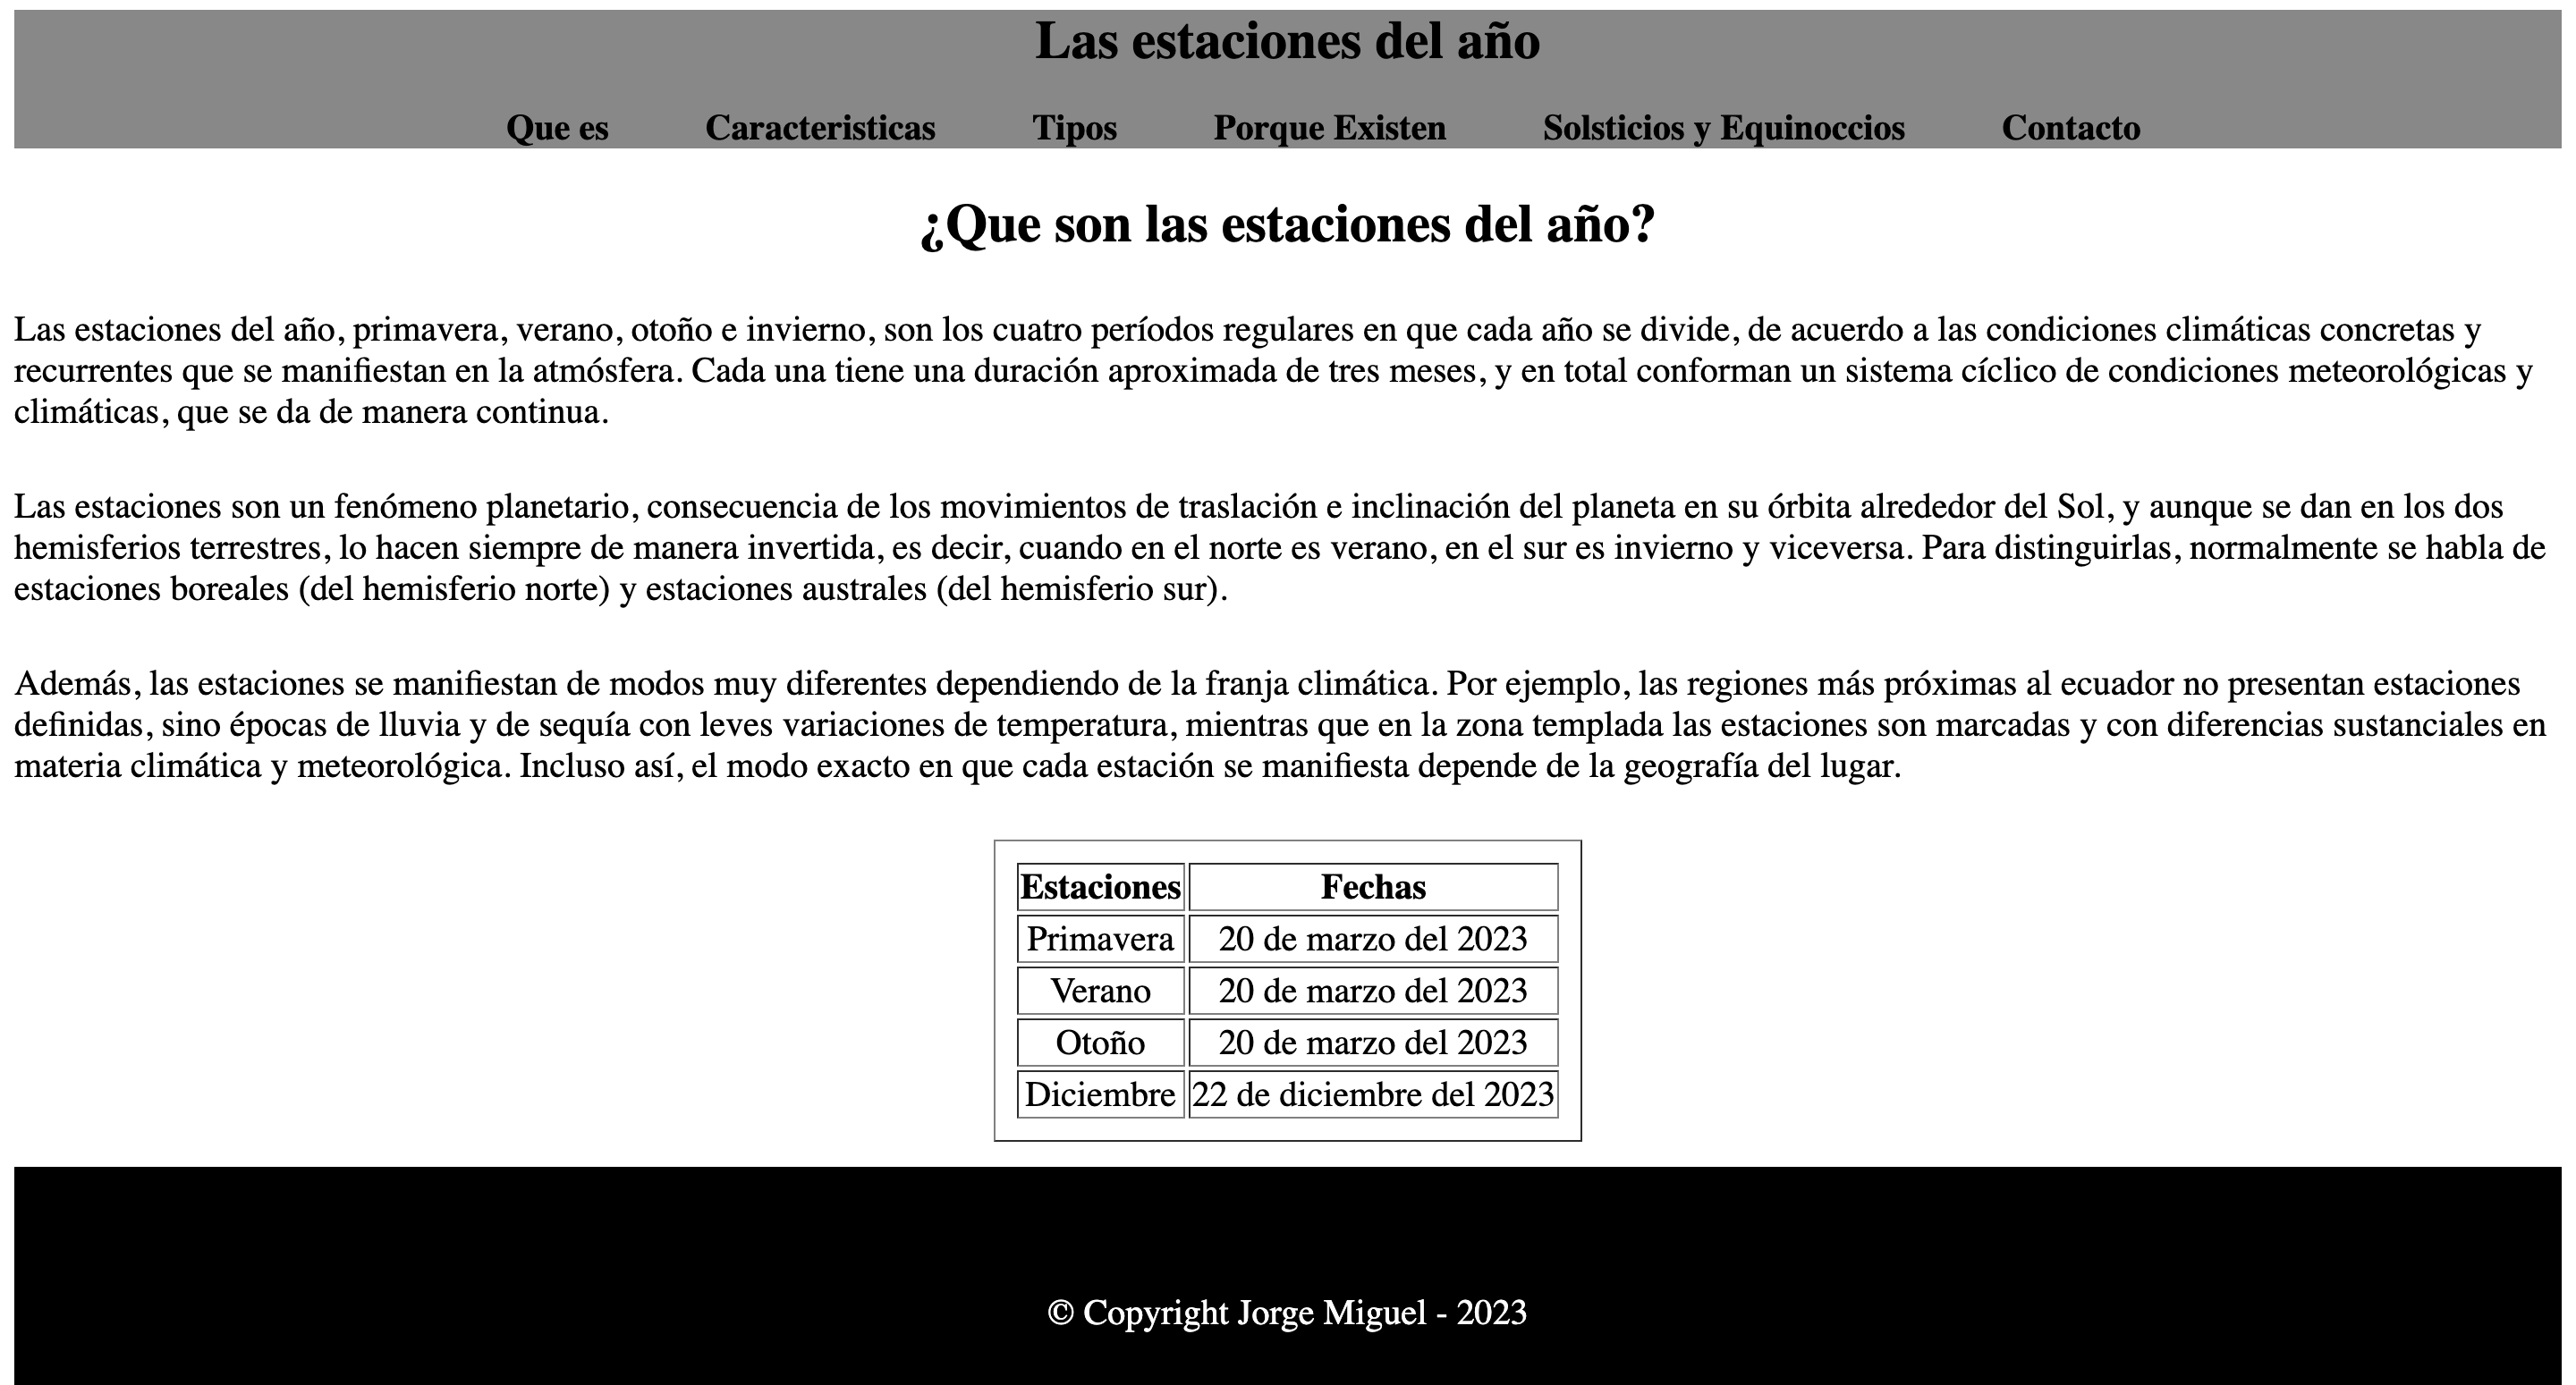 Las estaciones del año
Que es Caracteristicas Tipos Porque Existen Solsticios y Equinoccios Contacto
¿Que son las estaciones del año?
Las estaciones del año, primavera, verano, otoño e invierno, son los cuatro períodos regulares en que cada año se divide, de acuerdo a las condiciones climáticas concretas y
recurrentes que se manifiestan en la atmósfera. Cada una tiene una duración aproximada de tres meses, y en total conforman un sistema cíclico de condiciones meteorológicas y
climáticas, que se da de manera continua.
Las estaciones son un fenómeno planetario, consecuencia de los movimientos de traslación e inclinación del planeta en su órbita alrededor del Sol, y aunque se dan en los dos
hemisferios terrestres, lo hacen siempre de manera invertida, es decir, cuando en el norte es verano, en el sur es invierno y viceversa. Para distinguirlas, normalmente se habla de
estaciones boreales (del hemisferio norte) y estaciones australes (del hemisferio sur).
Además, las estaciones se manifiestan de modos muy diferentes dependiendo de la franja climática. Por ejemplo, las regiones más próximas al ecuador no presentan estaciones
definidas, sino épocas de lluvia y de sequía con leves variaciones de temperatura, mientras que en la zona templada las estaciones son marcadas y con diferencias sustanciales en
materia climática y meteorológica. Incluso así, el modo exacto en que cada estación se manifiesta depende de la geografía del lugar.
Estaciones Fechas
Primavera 20 de marzo del 2023
Verano 20 de marzo del 2023
Otoño 20 de marzo del 2023
Diciembre 22 de diciembre del 2023
© Copyright Jorge Miguel - 2023